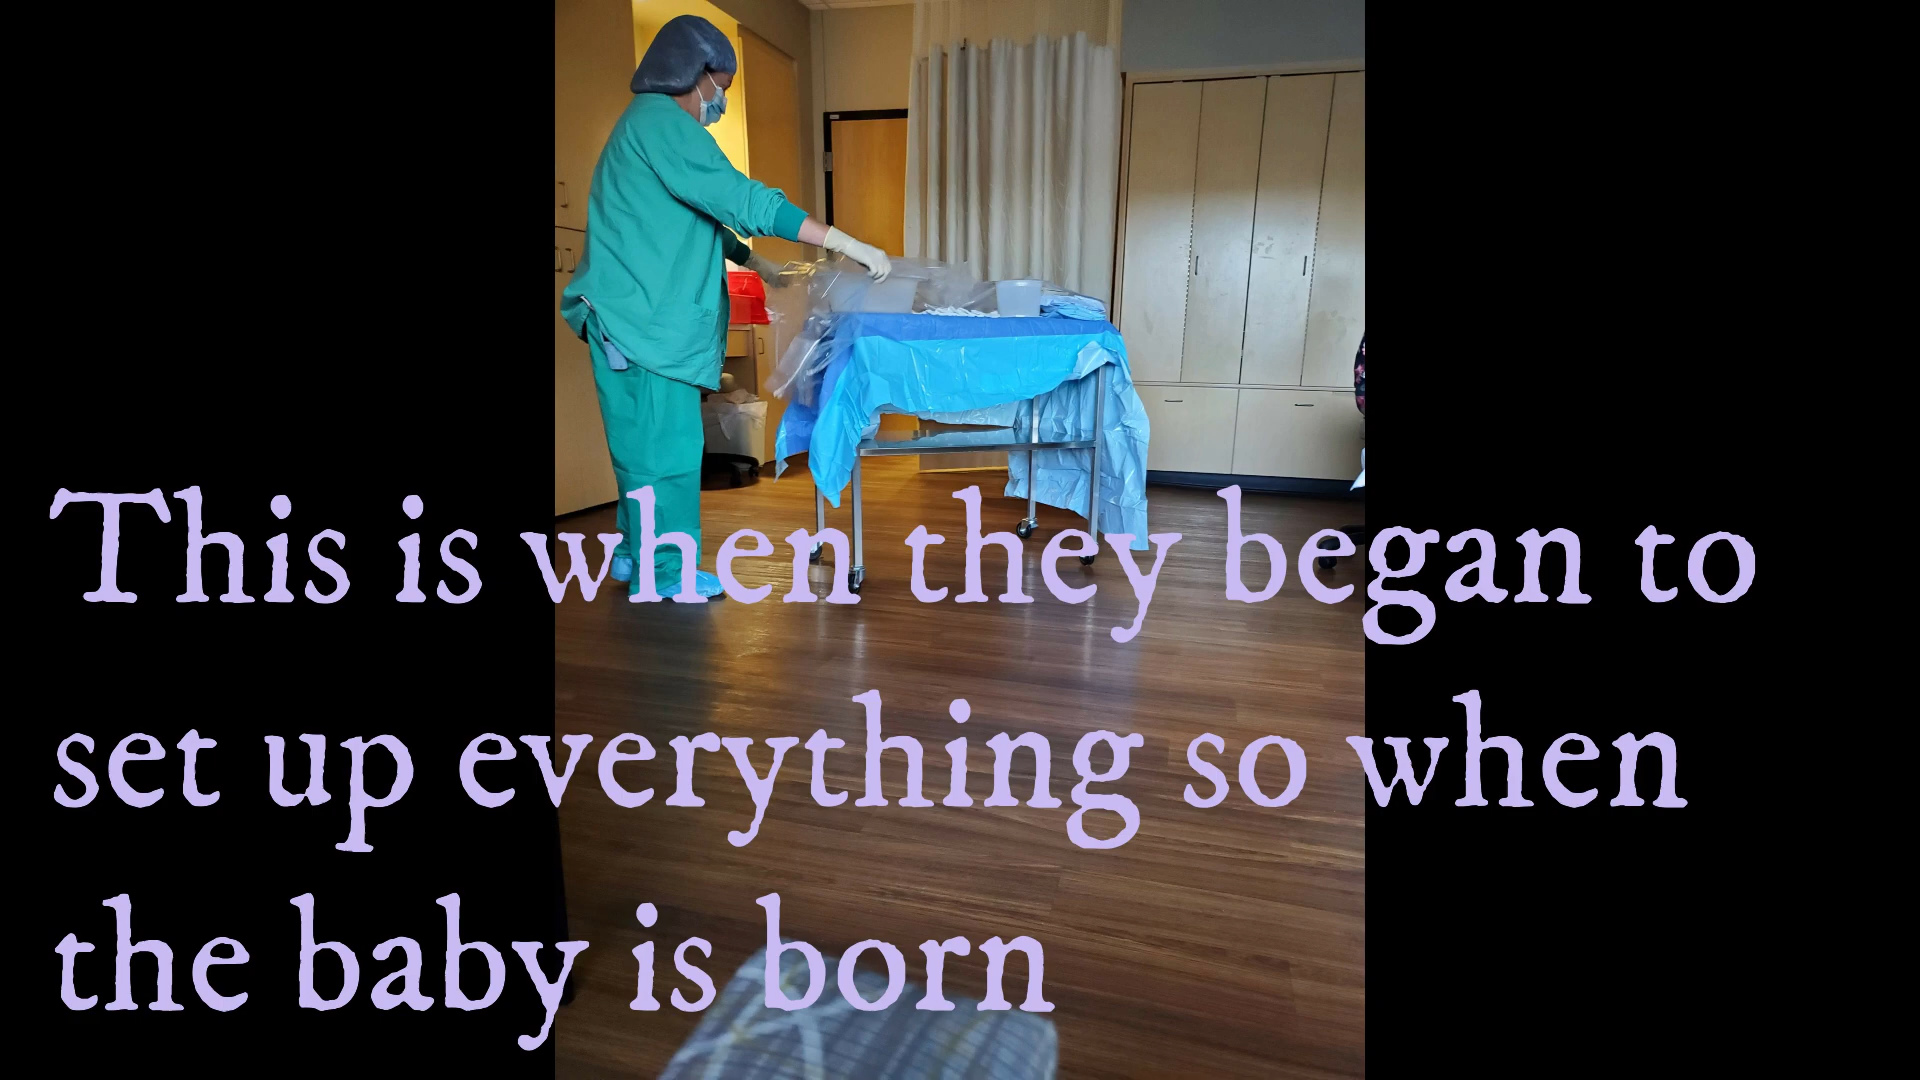 This is when they began to
set up everything so when
the baby is born